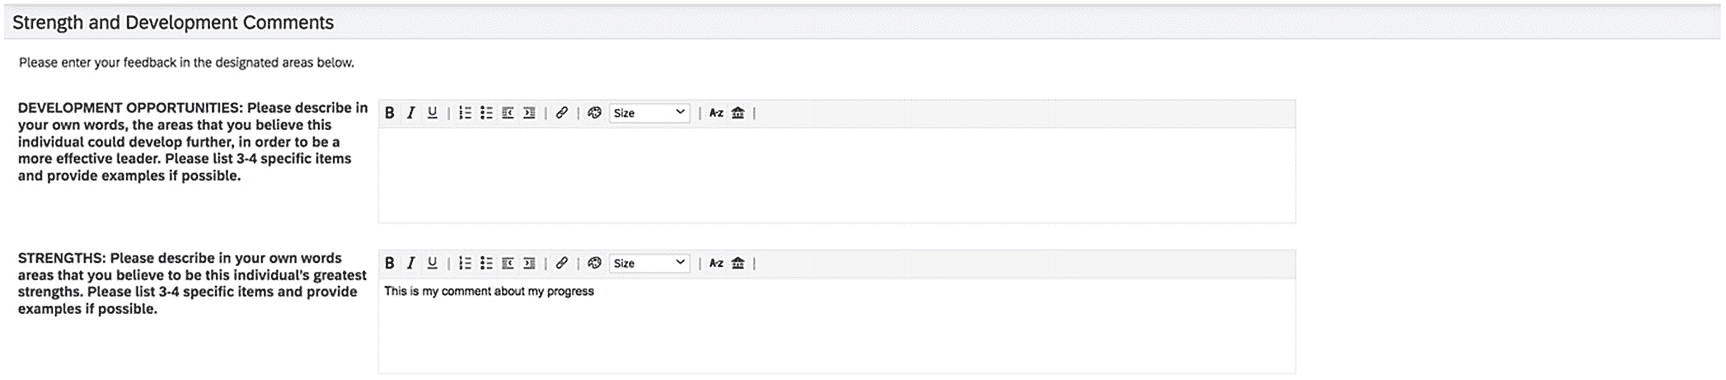 Strength and Development Comments
Please enter your feedback in the designated areas below.
DEVELOPMENT OPPORTUNITIES: Please describe in
your own words, the areas that you believe this
individual could develop further, in order to be a
more effective leader. Please list 3-4 specific items
and provide examples if possible.
B I U Size A-z
STRENGTHS: Please describe in your own words
areas that you believe to be this individual's greatest
strengths. Please list 3-4 specific items and provide
examples if possible.
B I U Size A-z
This is my comment about my progress